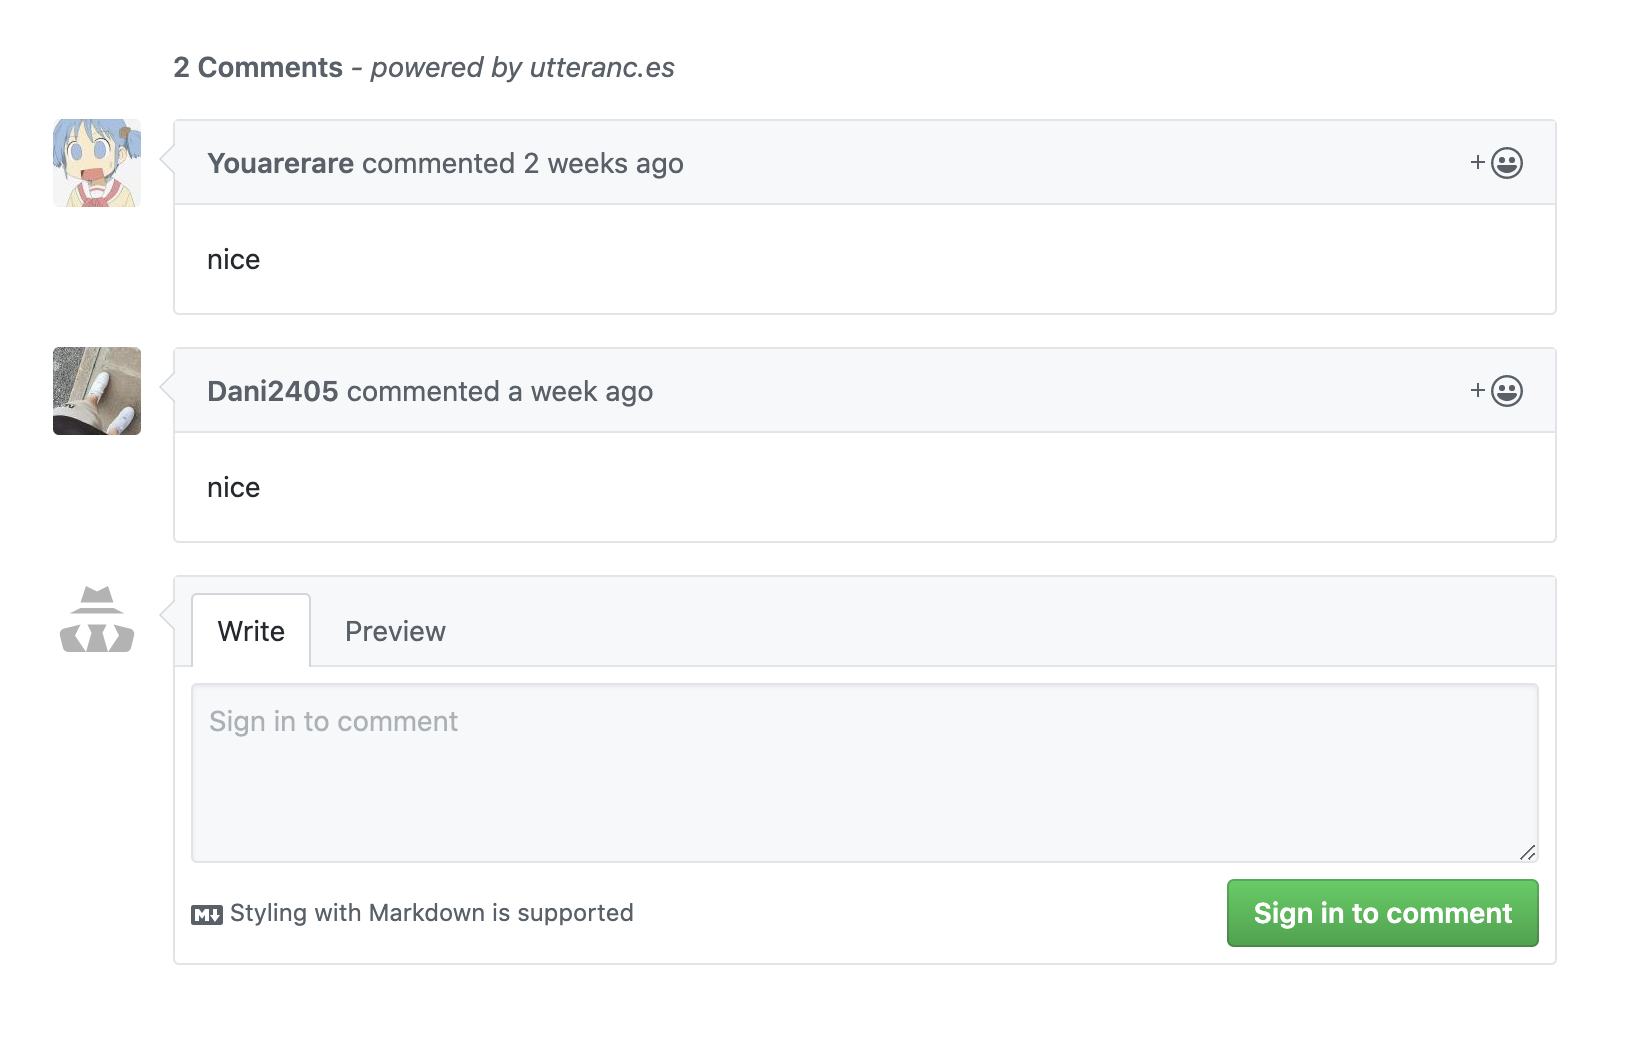 2 Comments - powered by utteranc.es
Youarerare commented 2 weeks ago
nice
Dani2405 commented a week ago
nice
Write Preview
Sign in to comment
M Styling with Markdown is supported
Sign in to comment